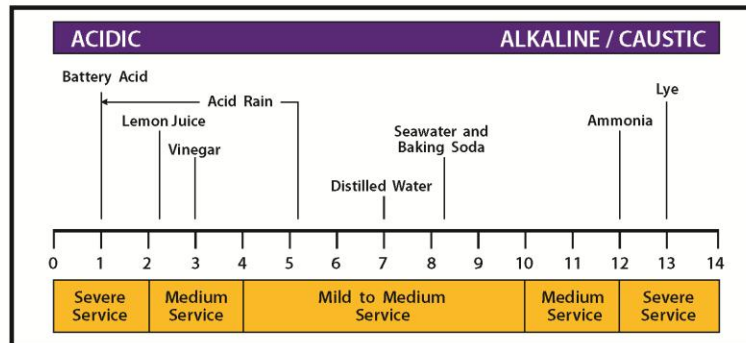 ACIDIC ALKALINE / CAUSTIC
Battery Acid
Acid Rain
Lye
Lemon Juice
Ammonia
Seawater and
Baking Soda
Vinegar
Distilled Water
0 1 2 3 4 5 6 7 8 9 10 11 12 13 14
Severe
Service
Medium
Service
Mild to Medium
Service
Medium
Service
Severe
Service